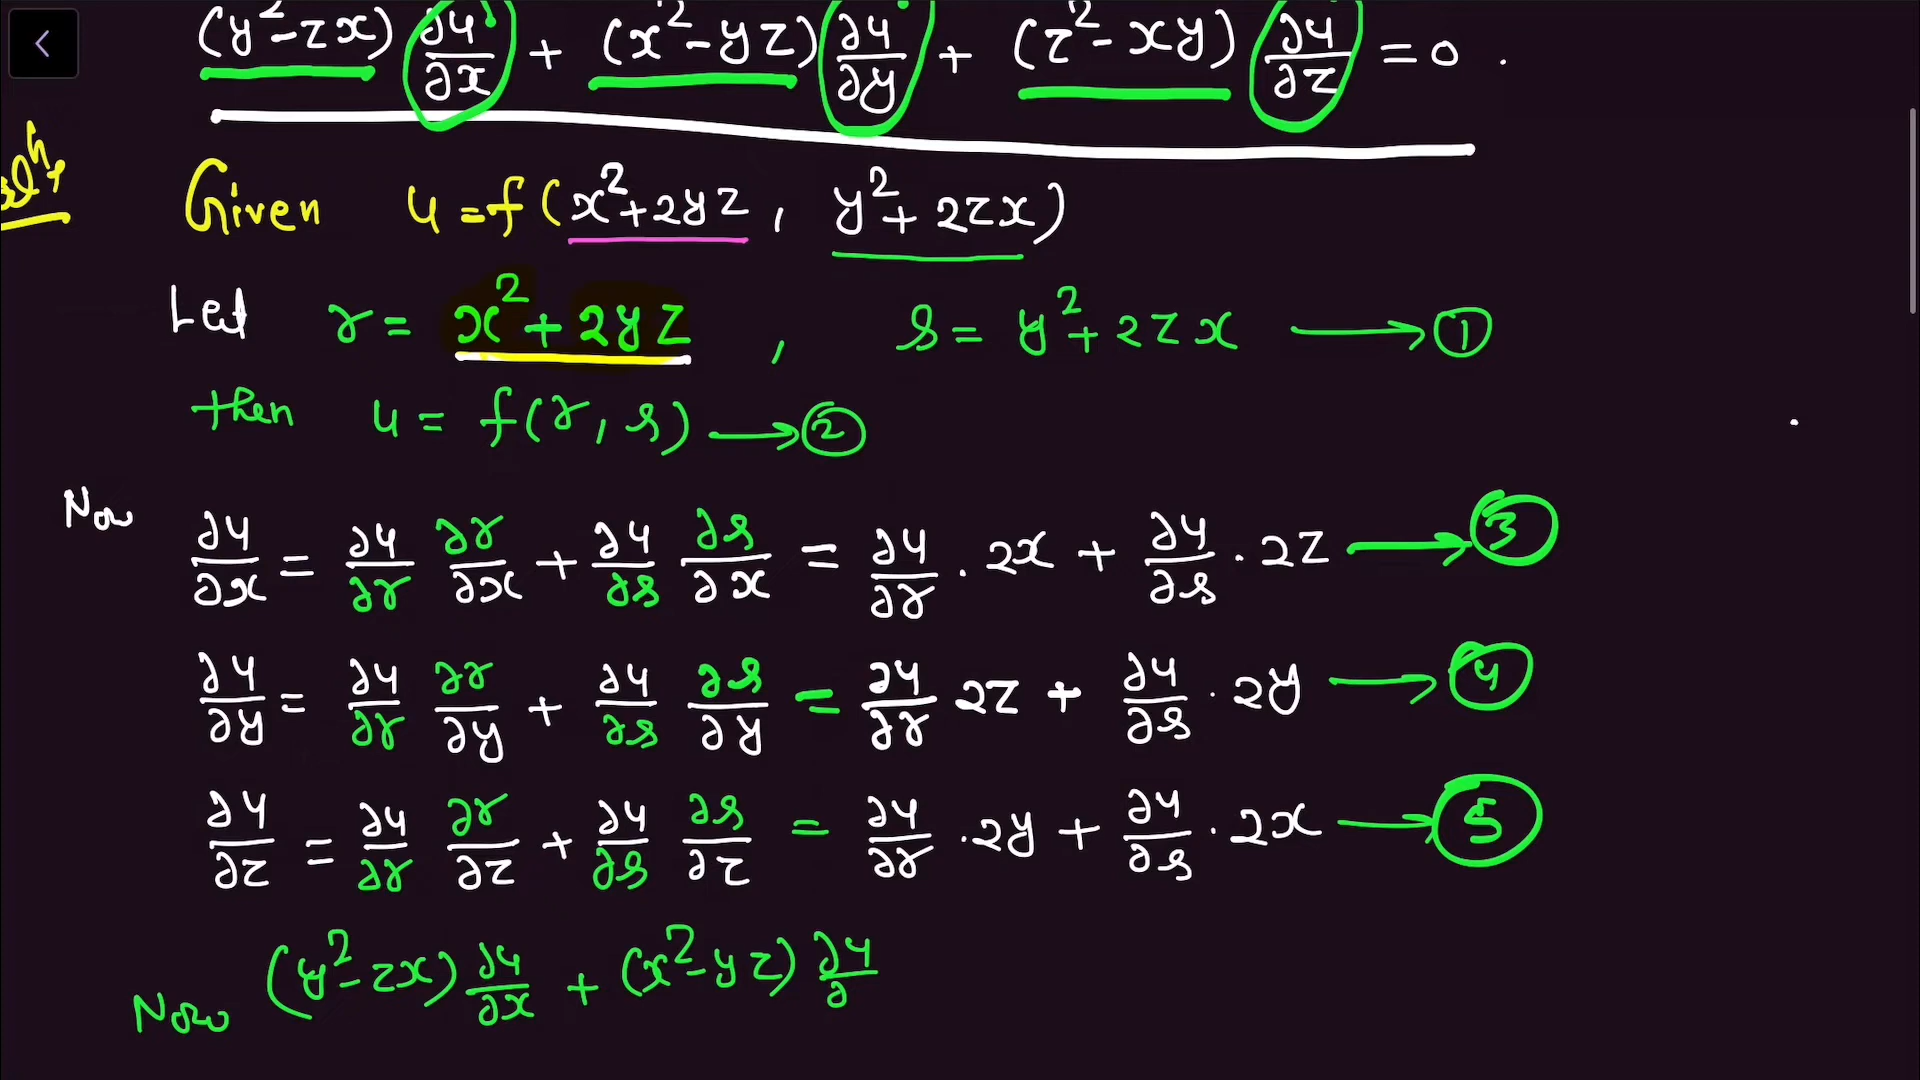 (y²-zx) ∂u/∂x + (x²-yz) ∂u/∂y + (z²-xy) ∂u/∂z = 0 .
Solⁿ.
Given u = f(x²+2yz, y²+2zx)
Let r = x²+2yz , s = y²+2zx ⟶ ①
then u = f(r, s) ⟶ ②
Now ∂u/∂x = ∂u/∂r ∂r/∂x + ∂u/∂s ∂s/∂x = ∂u/∂r . 2x + ∂u/∂s . 2z ⟶ ③
∂u/∂y = ∂u/∂r ∂r/∂y + ∂u/∂s ∂s/∂y = ∂u/∂r 2z + ∂u/∂s . 2y ⟶ ④
∂u/∂z = ∂u/∂r ∂r/∂z + ∂u/∂s ∂s/∂z = ∂u/∂r . 2y + ∂u/∂s . 2x ⟶ ⑤
Now (y²-zx) ∂u/∂x + (x²-yz) ∂u/∂